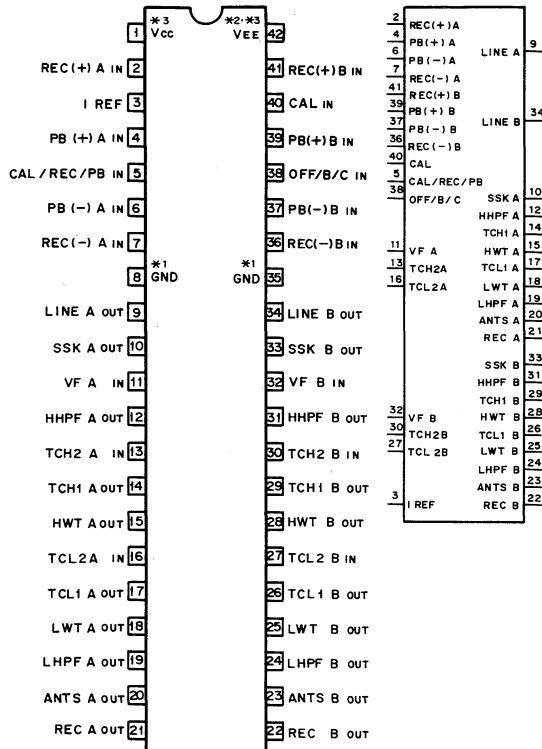 *3 *2·*3
1 Vcc VEE 42
REC(+) A IN 2 41 REC(+)B IN
I REF 3 40 CAL IN
PB (+) A IN 4 39 PB(+)B IN
CAL/REC/PB IN 5 38 OFF/B/C IN
PB (-) A IN 6 37 PB(-)B IN
REC(-) A IN 7 36 REC(-)B IN
*1 *1
8 GND GND 35
LINE A OUT 9 34 LINE B OUT
SSK A OUT 10 33 SSK B OUT
VF A IN 11 32 VF B IN
HHPF A OUT 12 31 HHPF B OUT
TCH2 A IN 13 30 TCH2 B IN
TCH1 A OUT 14 29 TCH1 B OUT
HWT A OUT 15 28 HWT B OUT
TCL2A IN 16 27 TCL2 B IN
TCL1 A OUT 17 26 TCL1 B OUT
LWT A OUT 18 25 LWT B OUT
LHPF A OUT 19 24 LHPF B OUT
ANTS A OUT 20 23 ANTS B OUT
REC A OUT 21 22 REC B OUT
2 REC(+)A
4 PB(+) A
6 PB(-) A
7 REC(-) A
41 REC(+) B
39 PB(+) B
37 PB(-) B
36 REC(-)B
40 CAL
5 CAL/REC/PB
38 OFF/B/C
11 VF A
13 TCH2A
16 TCL2A
32 VF B
30 TCH2B
27 TCL 2B
3 I REF
LINE A 9
LINE B 34
SSK A 10
HHPF A 12
TCH1 A 14
HWT A 15
TCL1 A 17
LWT A 18
LHPF A 19
ANTS A 20
REC A 21
SSK B 33
HHPF B 31
TCH1 B 29
HWT B 28
TCL1 B 26
LWT B 25
LHPF B 24
ANTS B 23
REC B 22